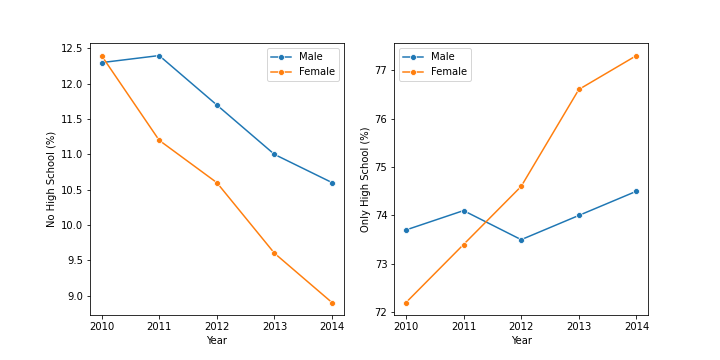 12.5
12.0
11.5
11.0
10.5
10.0
9.5
9.0
No High School (%)
Male
Female
2010 2011 2012 2013 2014
Year
77
76
75
74
73
72
Only High School (%)
Male
Female
2010 2011 2012 2013 2014
Year